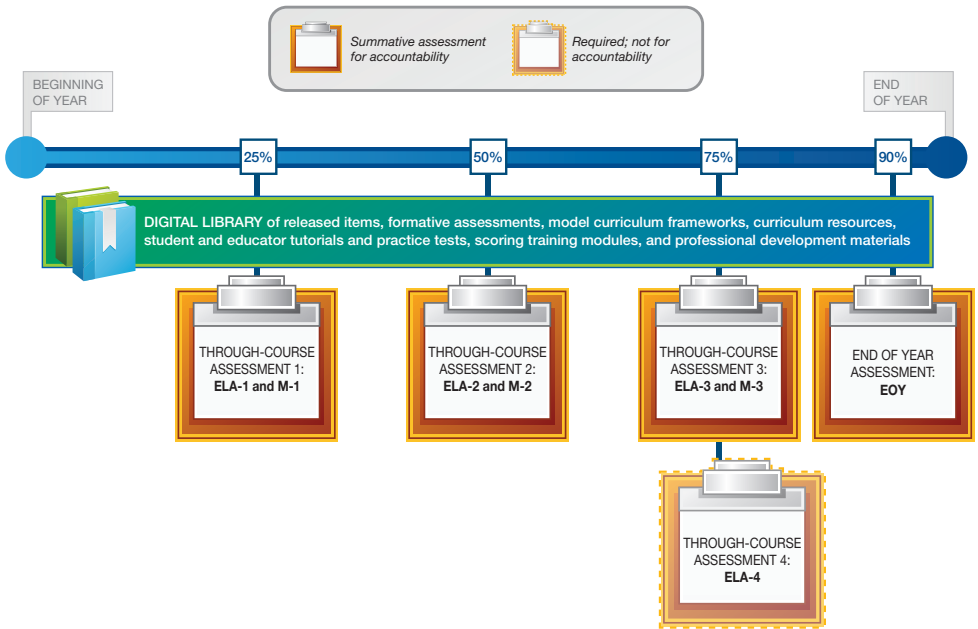 Summative assessment
for accountability
Required; not for
accountability
BEGINNING
OF YEAR
END
OF YEAR
25%
50%
75%
90%
DIGITAL LIBRARY of released items, formative assessments, model curriculum frameworks, curriculum resources,
student and educator tutorials and practice tests, scoring training modules, and professional development materials
THROUGH-COURSE
ASSESSMENT 1:
ELA-1 and M-1
THROUGH-COURSE
ASSESSMENT 2:
ELA-2 and M-2
THROUGH-COURSE
ASSESSMENT 3:
ELA-3 and M-3
END OF YEAR
ASSESSMENT:
EOY
THROUGH-COURSE
ASSESSMENT 4:
ELA-4